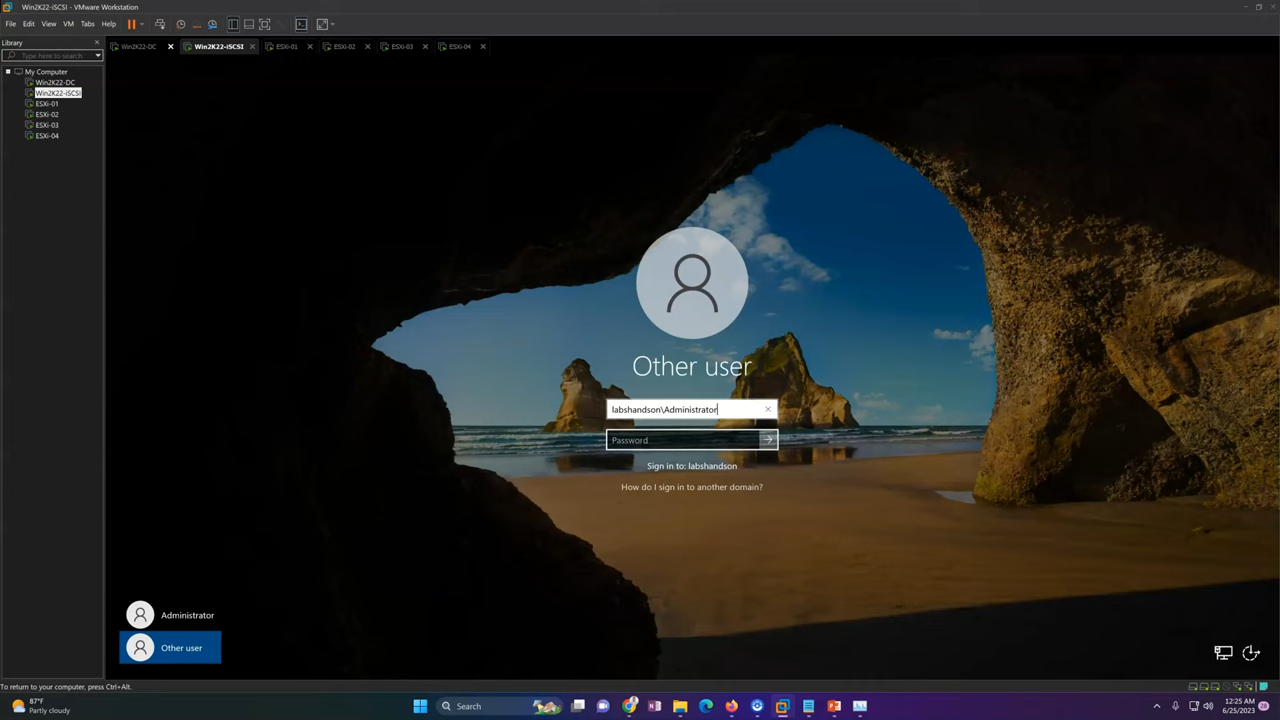 Win2K22-iSCSI - VMware Workstation
File Edit View VM Tabs Help
Library
Type here to search
My Computer
Win2K22-DC
Win2K22-iSCSI
ESXi-01
ESXi-02
ESXi-03
ESXi-04
Win2K22-DC Win2K22-iSCSI ESXi-01 ESXi-02 ESXi-03 ESXi-04
Other user
labshandson\Administrator
Password
Sign in to: labshandson
How do I sign in to another domain?
Administrator
Other user
To return to your computer, press Ctrl+Alt.
87°F
Partly cloudy
Search
12:25 AM
6/25/2023